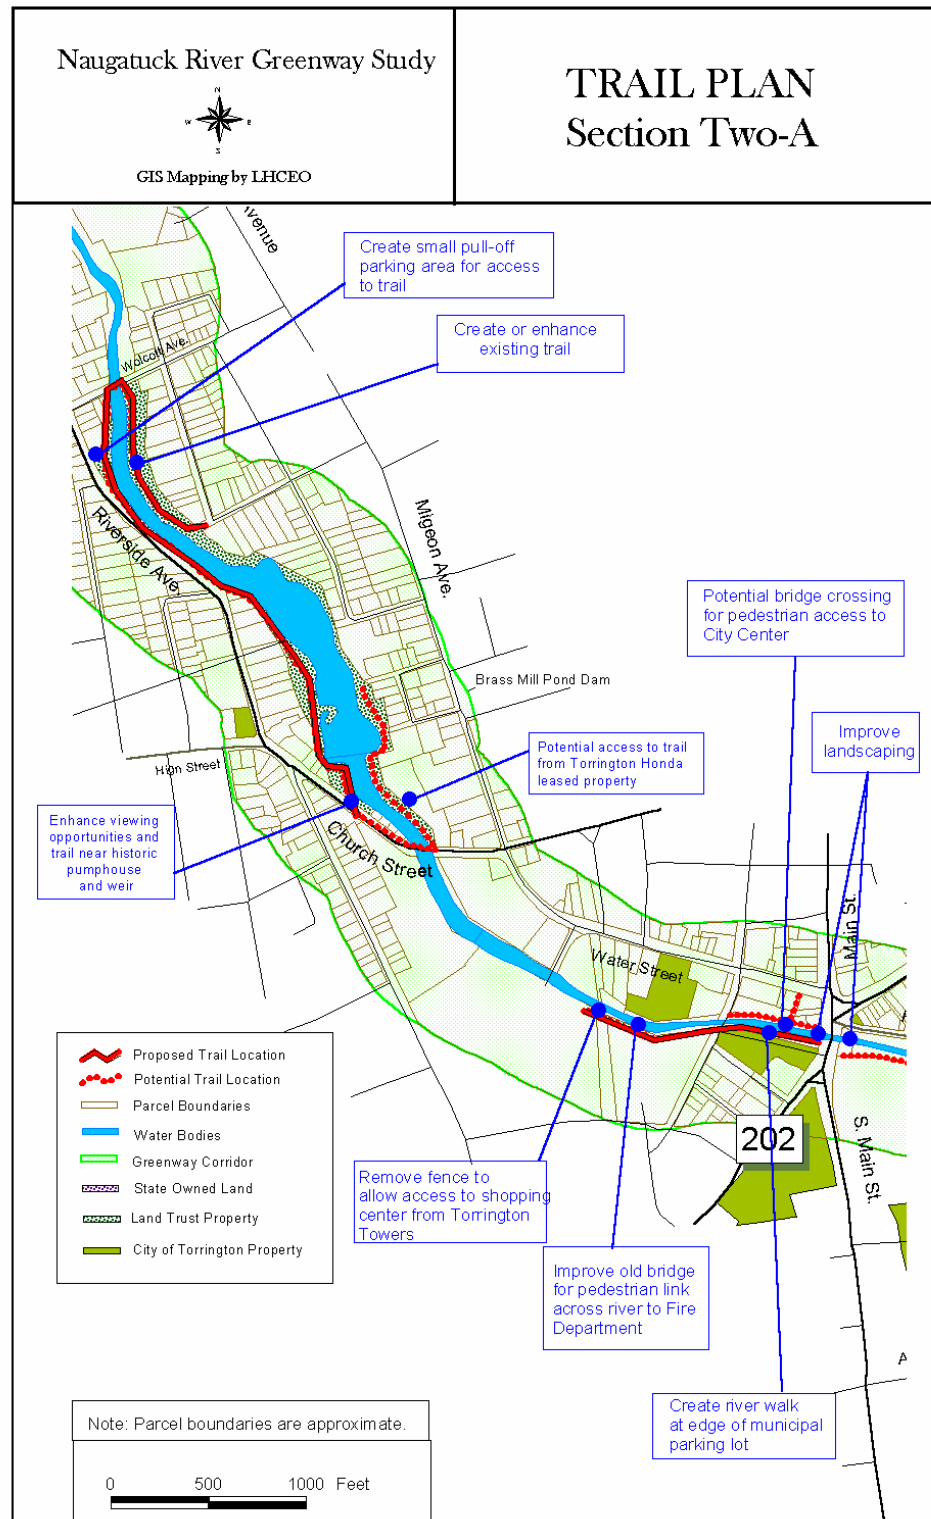 Naugatuck River Greenway Study
N
W
E
S
GIS Mapping by LHCEO
TRAIL PLAN
Section Two-A
Create small pull-off
parking area for access
to trail
Create or enhance
existing trail
Wolcott Ave.
Riverside Ave.
Migeon Ave.
Potential bridge crossing
for pedestrian access to
City Center
Brass Mill Pond Dam
Improve
landscaping
High Street
Potential access to trail
from Torrington Honda
leased property
Enhance viewing
opportunities and
trail near historic
pumphouse
and weir
Church Street
Main St.
Water Street
Proposed Trail Location
Potential Trail Location
Parcel Boundaries
Water Bodies
Greenway Corridor
State Owned Land
Land Trust Property
City of Torrington Property
202
S. Main St.
Remove fence to
allow access to shopping
center from Torrington
Towers
Improve old bridge
for pedestrian link
across river to Fire
Department
Create river walk
at edge of municipal
parking lot
Note: Parcel boundaries are approximate.
0 500 1000 Feet